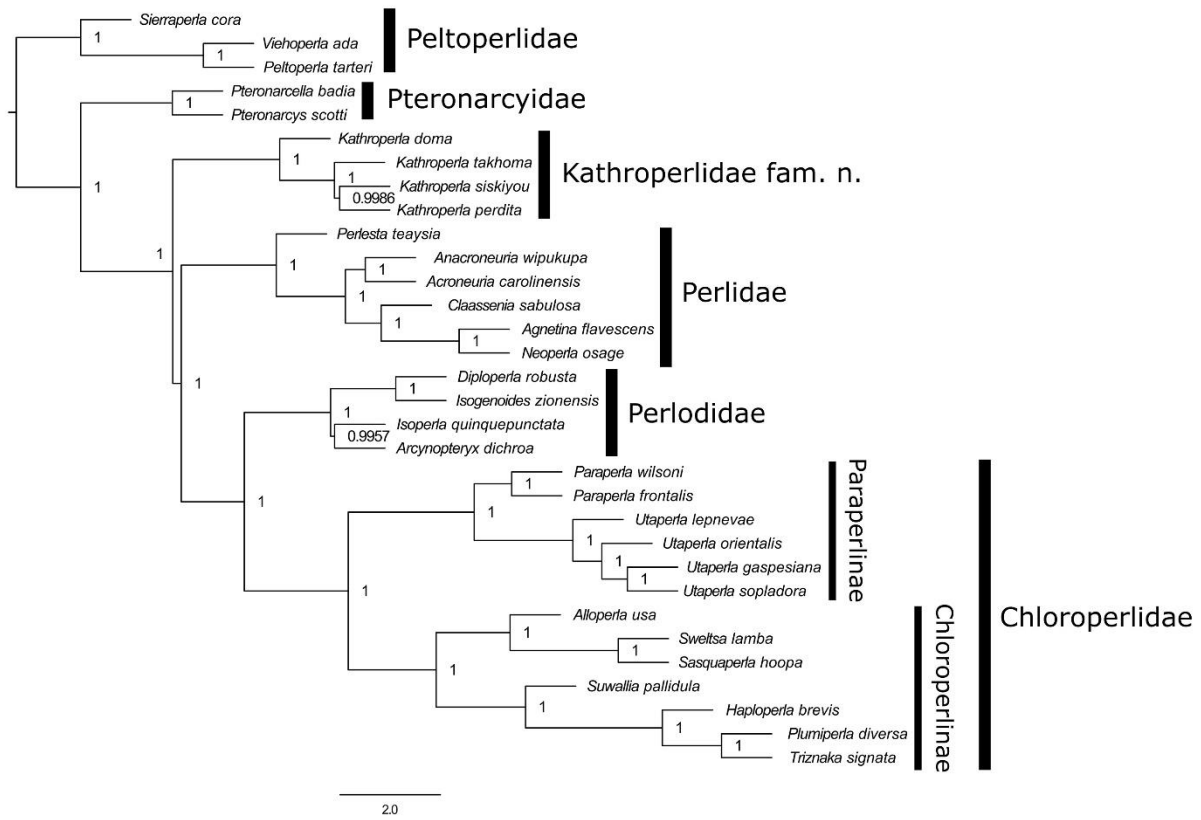 Sierraperla cora
1
Viehoperla ada
1
Peltoperla tarteri
Peltoperlidae
Pteronarcella badia
1
Pteronarcys scotti
Pteronarcyidae
1
Kathroperla doma
1
Kathroperla takhoma
1
Kathroperla siskiyou
0.9986
Kathroperla perdita
Kathroperlidae fam. n.
1
Perlesta teaysia
1
Anacroneuria wipukupa
1
Acroneuria carolinensis
1
Claassenia sabulosa
1
Agnetina flavescens
1
Neoperla osage
Perlidae
1
Diploperla robusta
1
Isogenoides zionensis
1
Isoperla quinquepunctata
0.9957
Arcynopteryx dichroa
Perlodidae
1
Paraperla wilsoni
1
Paraperla frontalis
1
Utaperla lepnevae
1
Utaperla orientalis
1
Utaperla gaspesiana
1
Utaperla sopladora
Paraperlinae
1
Alloperla usa
1
Sweltsa lamba
1
Sasquaperla hoopa
1
Suwallia pallidula
1
Haploperla brevis
1
Plumiperla diversa
1
Triznaka signata
Chloroperlinae
Chloroperlidae
2.0